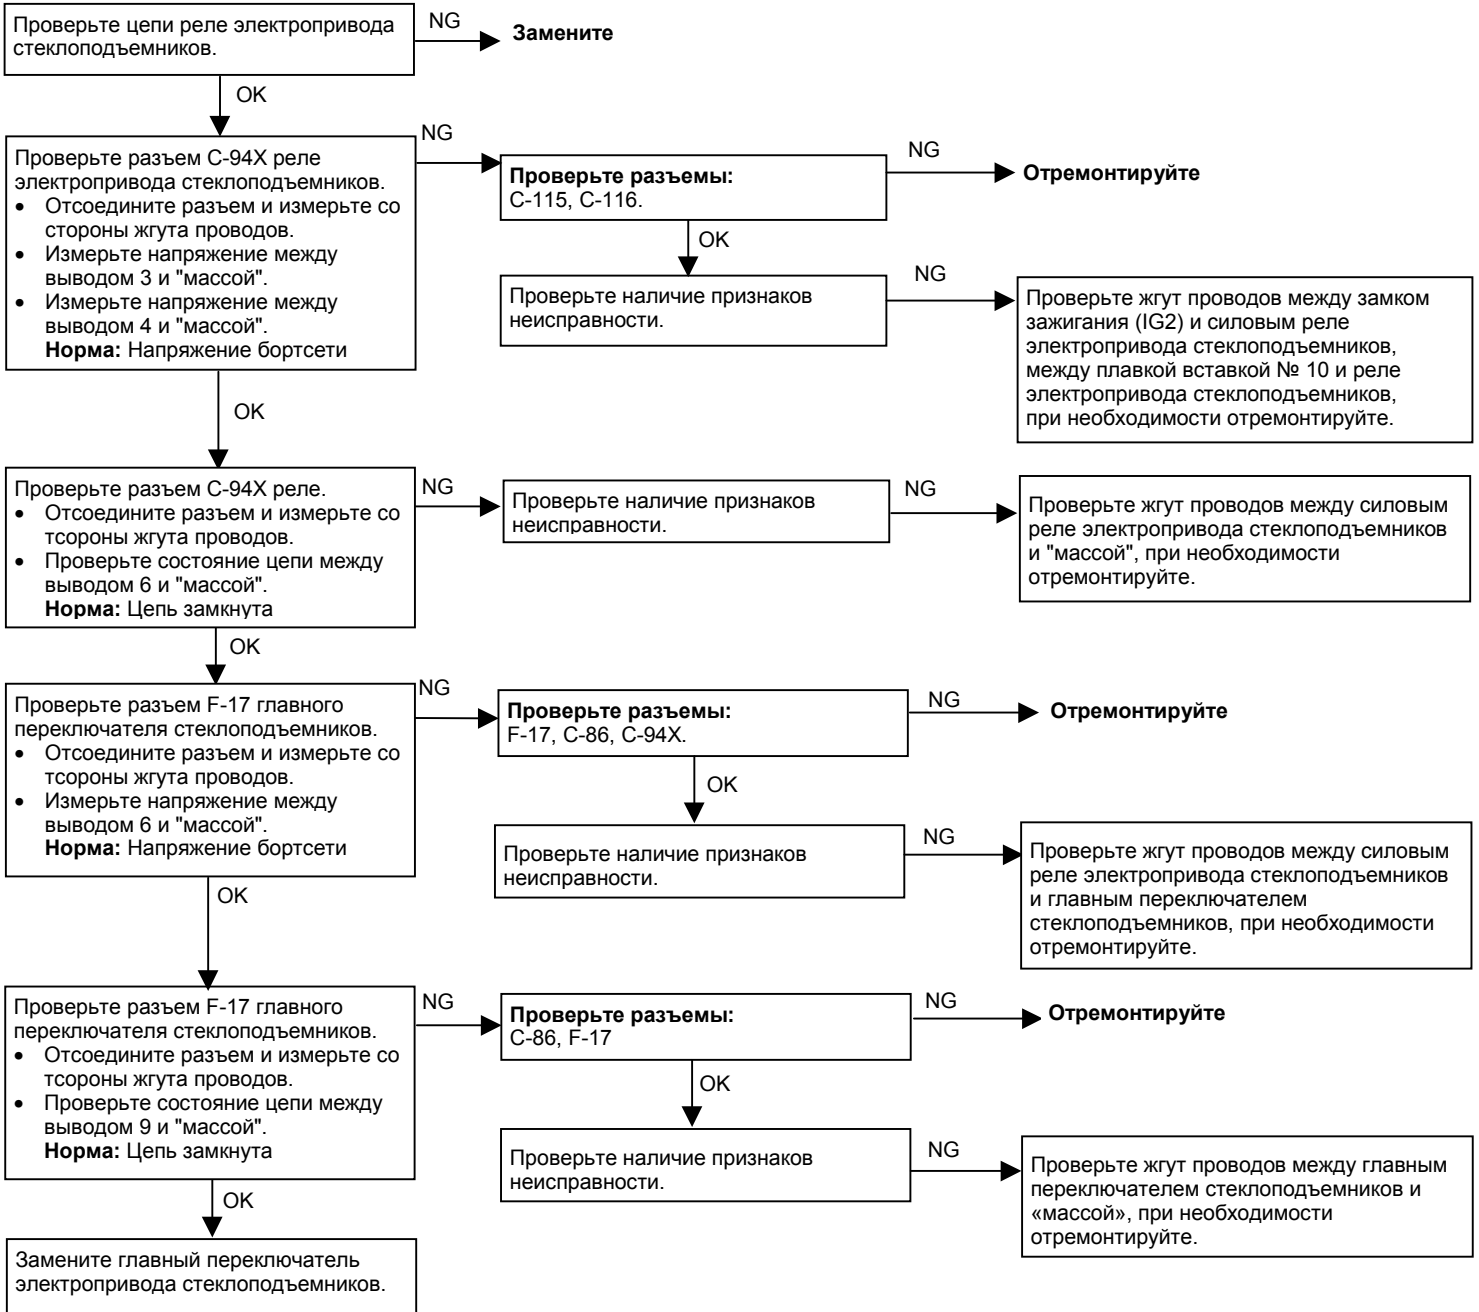 Проверьте цепи реле электропривода
стеклоподъемников.
NG
Замените
OK
Проверьте разъем C-94X реле
электропривода стеклоподъемников.
• Отсоедините разъем и измерьте со
стороны жгута проводов.
• Измерьте напряжение между
выводом 3 и "массой".
• Измерьте напряжение между
выводом 4 и "массой".
Норма: Напряжение бортсети
NG
Проверьте разъемы:
C-115, C-116.
NG
Отремонтируйте
OK
Проверьте наличие признаков
неисправности.
NG
Проверьте жгут проводов между замком
зажигания (IG2) и силовым реле
электропривода стеклоподъемников,
между плавкой вставкой № 10 и реле
электропривода стеклоподъемников,
при необходимости отремонтируйте.
OK
Проверьте разъем C-94X реле.
• Отсоедините разъем и измерьте со
тсороны жгута проводов.
• Проверьте состояние цепи между
выводом 6 и "массой".
Норма: Цепь замкнута
NG
Проверьте наличие признаков
неисправности.
NG
Проверьте жгут проводов между силовым
реле электропривода стеклоподъемников
и "массой", при необходимости
отремонтируйте.
OK
Проверьте разъем F-17 главного
переключателя стеклоподъемников.
• Отсоедините разъем и измерьте со
тсороны жгута проводов.
• Измерьте напряжение между
выводом 6 и "массой".
Норма: Напряжение бортсети
NG
Проверьте разъемы:
F-17, C-86, C-94X.
NG
Отремонтируйте
OK
Проверьте наличие признаков
неисправности.
NG
Проверьте жгут проводов между силовым
реле электропривода стеклоподъемников
и главным переключателем
стеклоподъемников, при необходимости
отремонтируйте.
OK
Проверьте разъем F-17 главного
переключателя стеклоподъемников.
• Отсоедините разъем и измерьте со
тсороны жгута проводов.
• Проверьте состояние цепи между
выводом 9 и "массой".
Норма: Цепь замкнута
NG
Проверьте разъемы:
C-86, F-17
NG
Отремонтируйте
OK
Проверьте наличие признаков
неисправности.
NG
Проверьте жгут проводов между главным
переключателем стеклоподъемников и
«массой», при необходимости
отремонтируйте.
OK
Замените главный переключатель
электропривода стеклоподъемников.